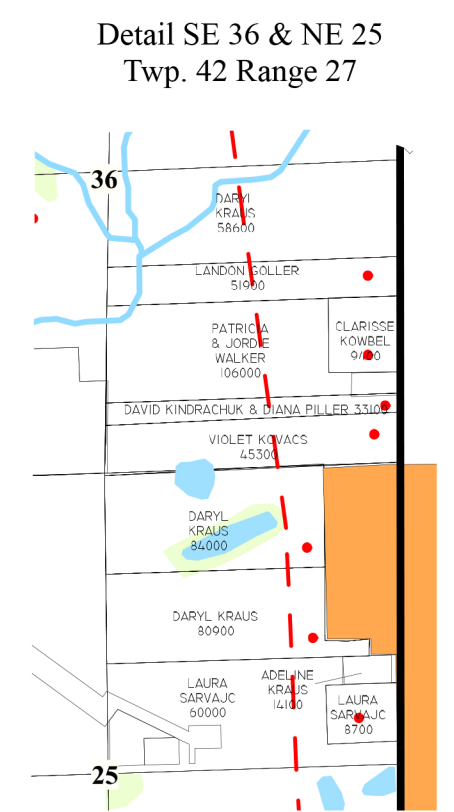 Detail SE 36 & NE 25
Twp. 42 Range 27
36
DARYL
KRAUS
58600
LANDON GOLLER
51900
PATRICIA
& JORDIE
WALKER
106000
CLARISSE
KOWBEL
DAVID KINDRACHUK & DIANA PILLER 33100
VIOLET KOVACS
45300
DARYL
KRAUS
84000
DARYL KRAUS
80900
LAURA
SARVAJC
60000
ADELINE
KRAUS
14100
LAURA
SARVAJC
8700
25